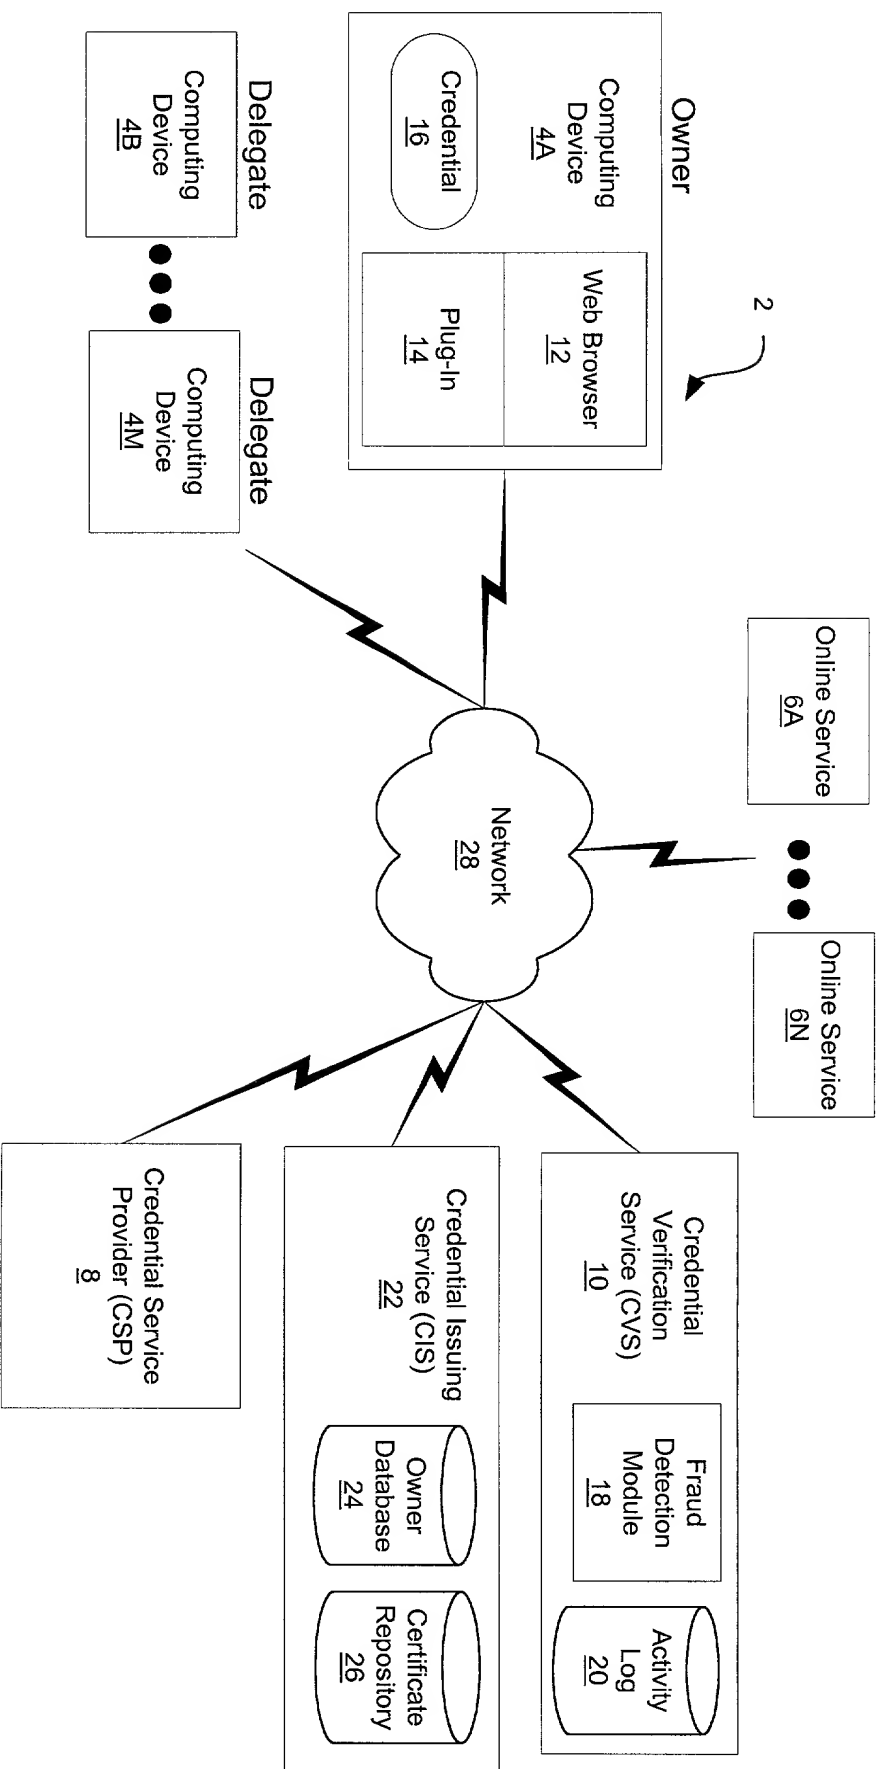 2
Owner
Computing
Device
4A
Credential
16
Web Browser
12
Plug-In
14
Delegate
Computing
Device
4B
Delegate
Computing
Device
4M
Online Service
6A
Online Service
6N
Network
28
Credential
Verification
Service (CVS)
10
Fraud
Detection
Module
18
Activity
Log
20
Credential Issuing
Service (CIS)
22
Owner
Database
24
Certificate
Repository
26
Credential Service
Provider (CSP)
8